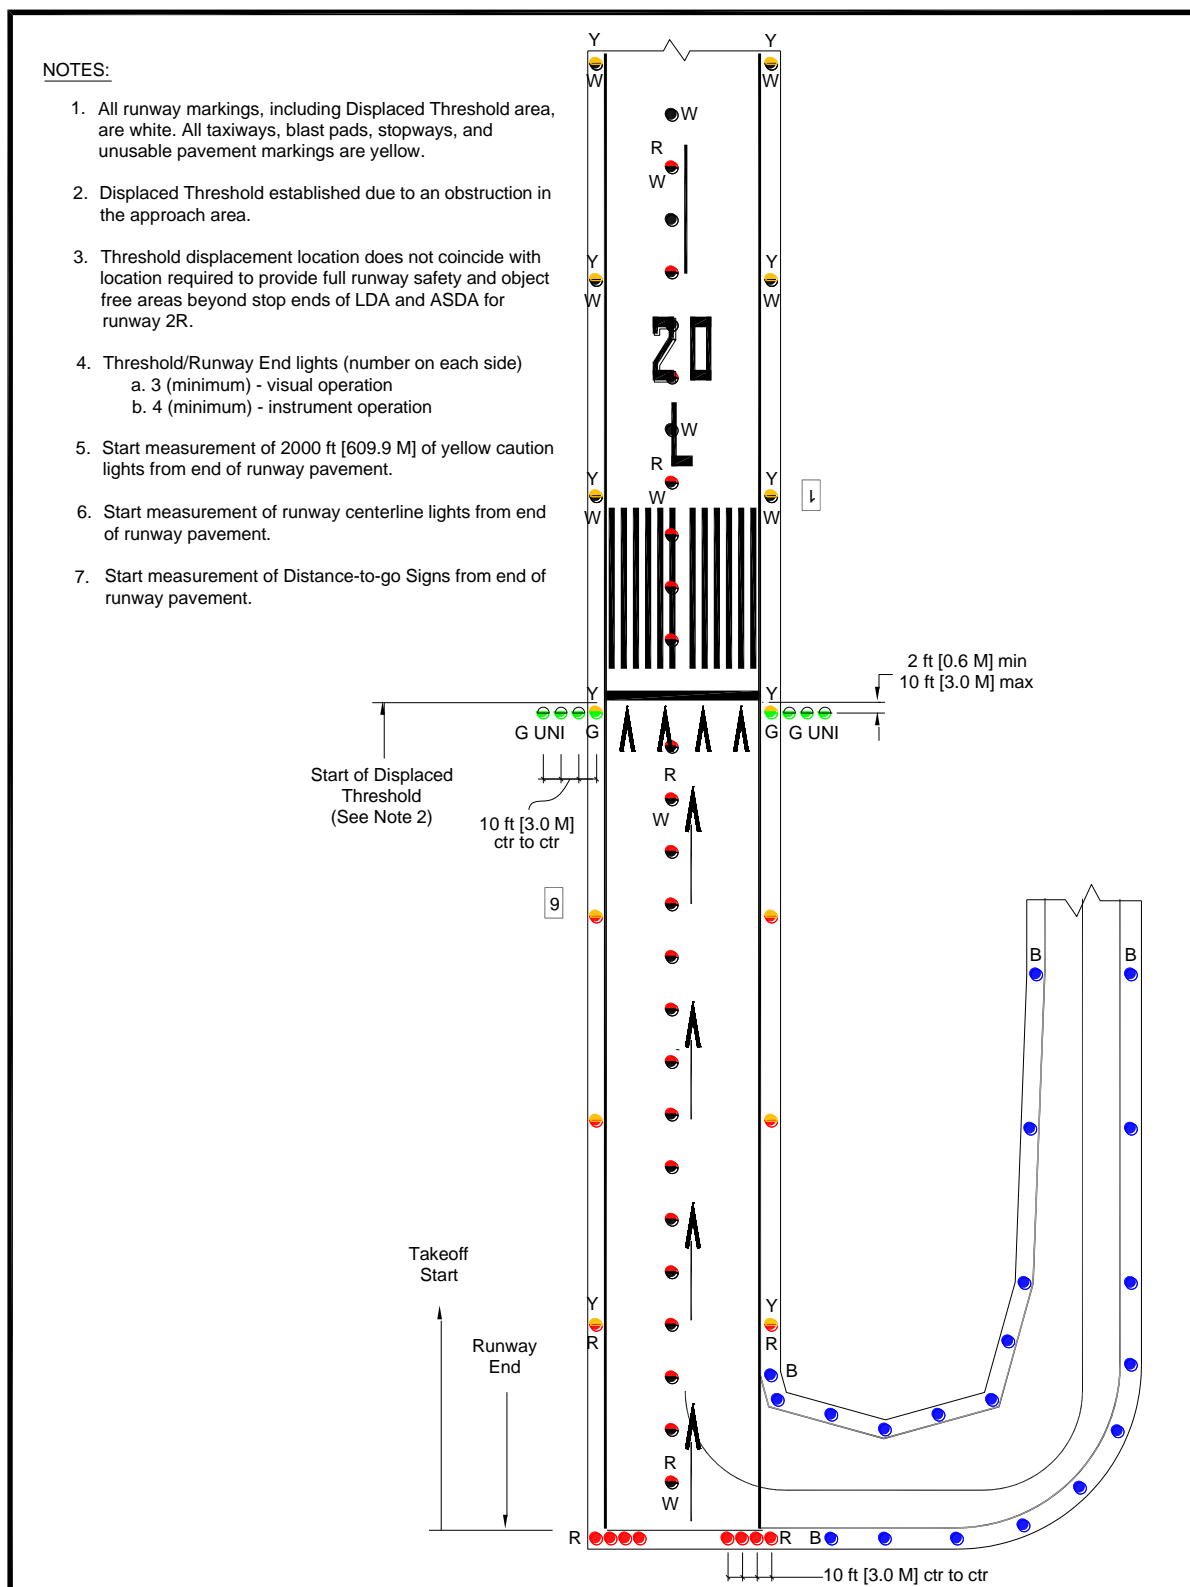 NOTES:
1. All runway markings, including Displaced Threshold area,
are white. All taxiways, blast pads, stopways, and
unusable pavement markings are yellow.
2. Displaced Threshold established due to an obstruction in
the approach area.
3. Threshold displacement location does not coincide with
location required to provide full runway safety and object
free areas beyond stop ends of LDA and ASDA for
runway 2R.
4. Threshold/Runway End lights (number on each side)
a. 3 (minimum) - visual operation
b. 4 (minimum) - instrument operation
5. Start measurement of 2000 ft [609.9 M] of yellow caution
lights from end of runway pavement.
6. Start measurement of runway centerline lights from end
of runway pavement.
7. Start measurement of Distance-to-go Signs from end of
runway pavement.
Y Y
W W
W
R
W
Y Y
W W
20
W
L
R
Y Y
W
1
W W
2 ft [0.6 M] min
10 ft [3.0 M] max
Y Y
G UNI G G G UNI
Start of Displaced
Threshold
(See Note 2)
R
W
10 ft [3.0 M]
ctr to ctr
9
B B
Takeoff
Start
Y Y
R R
Runway
End
B
R
W
R R B
10 ft [3.0 M] ctr to ctr